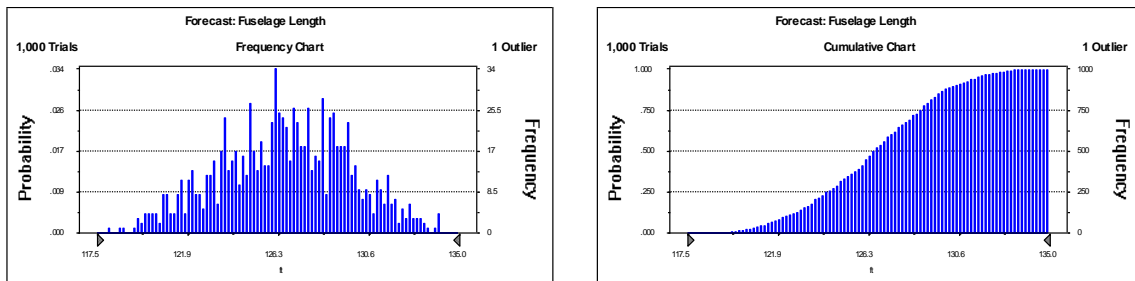 Forecast: Fuselage Length
1,000 Trials Frequency Chart 1 Outlier
.034 34
.026 25.5
.017 17
.009 8.5
.000 0
Probability
Frequency
117.5 121.9 126.3 130.6 135.0
ft
Forecast: Fuselage Length
1,000 Trials Cumulative Chart 1 Outlier
1.000 1000
.750 750
.500 500
.250 250
.000 0
Probability
Frequency
117.5 121.9 126.3 130.6 135.0
ft